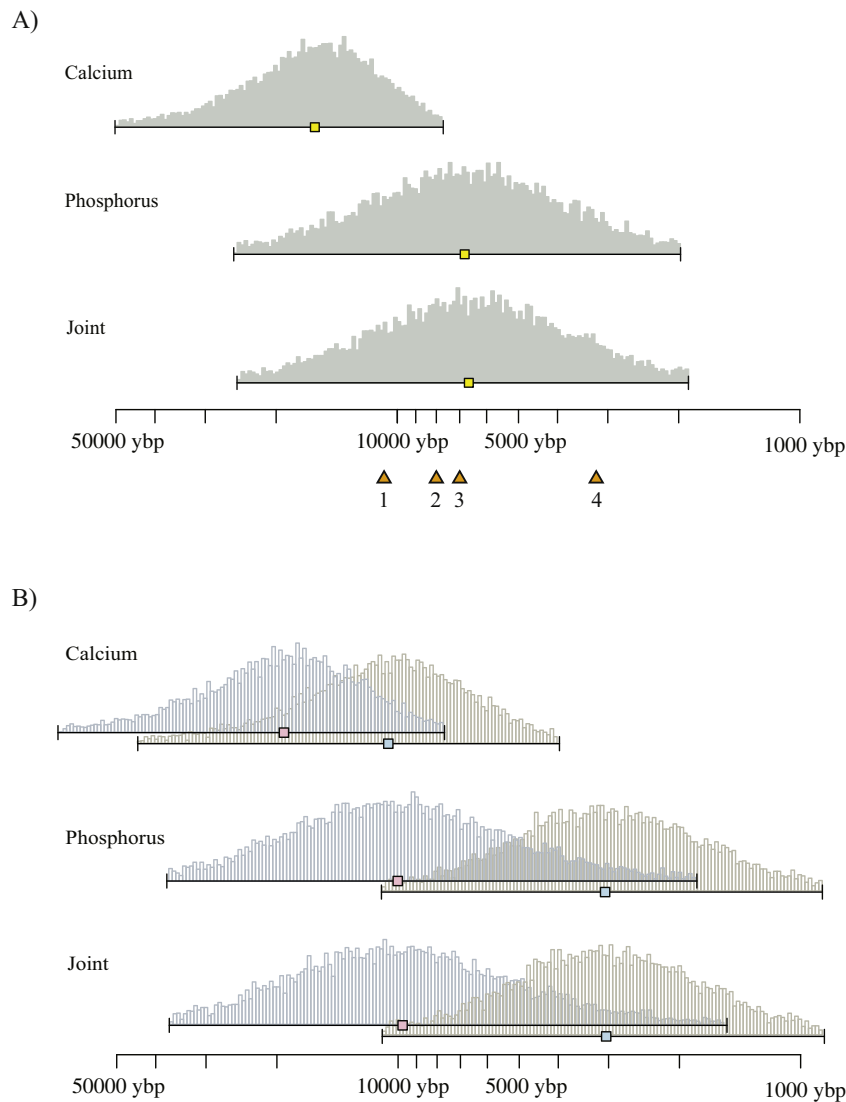 A)
Calcium
Phosphorus
Joint
50000 ybp 10000 ybp 5000 ybp 1000 ybp
1 2 3 4
B)
Calcium
Phosphorus
Joint
50000 ybp 10000 ybp 5000 ybp 1000 ybp